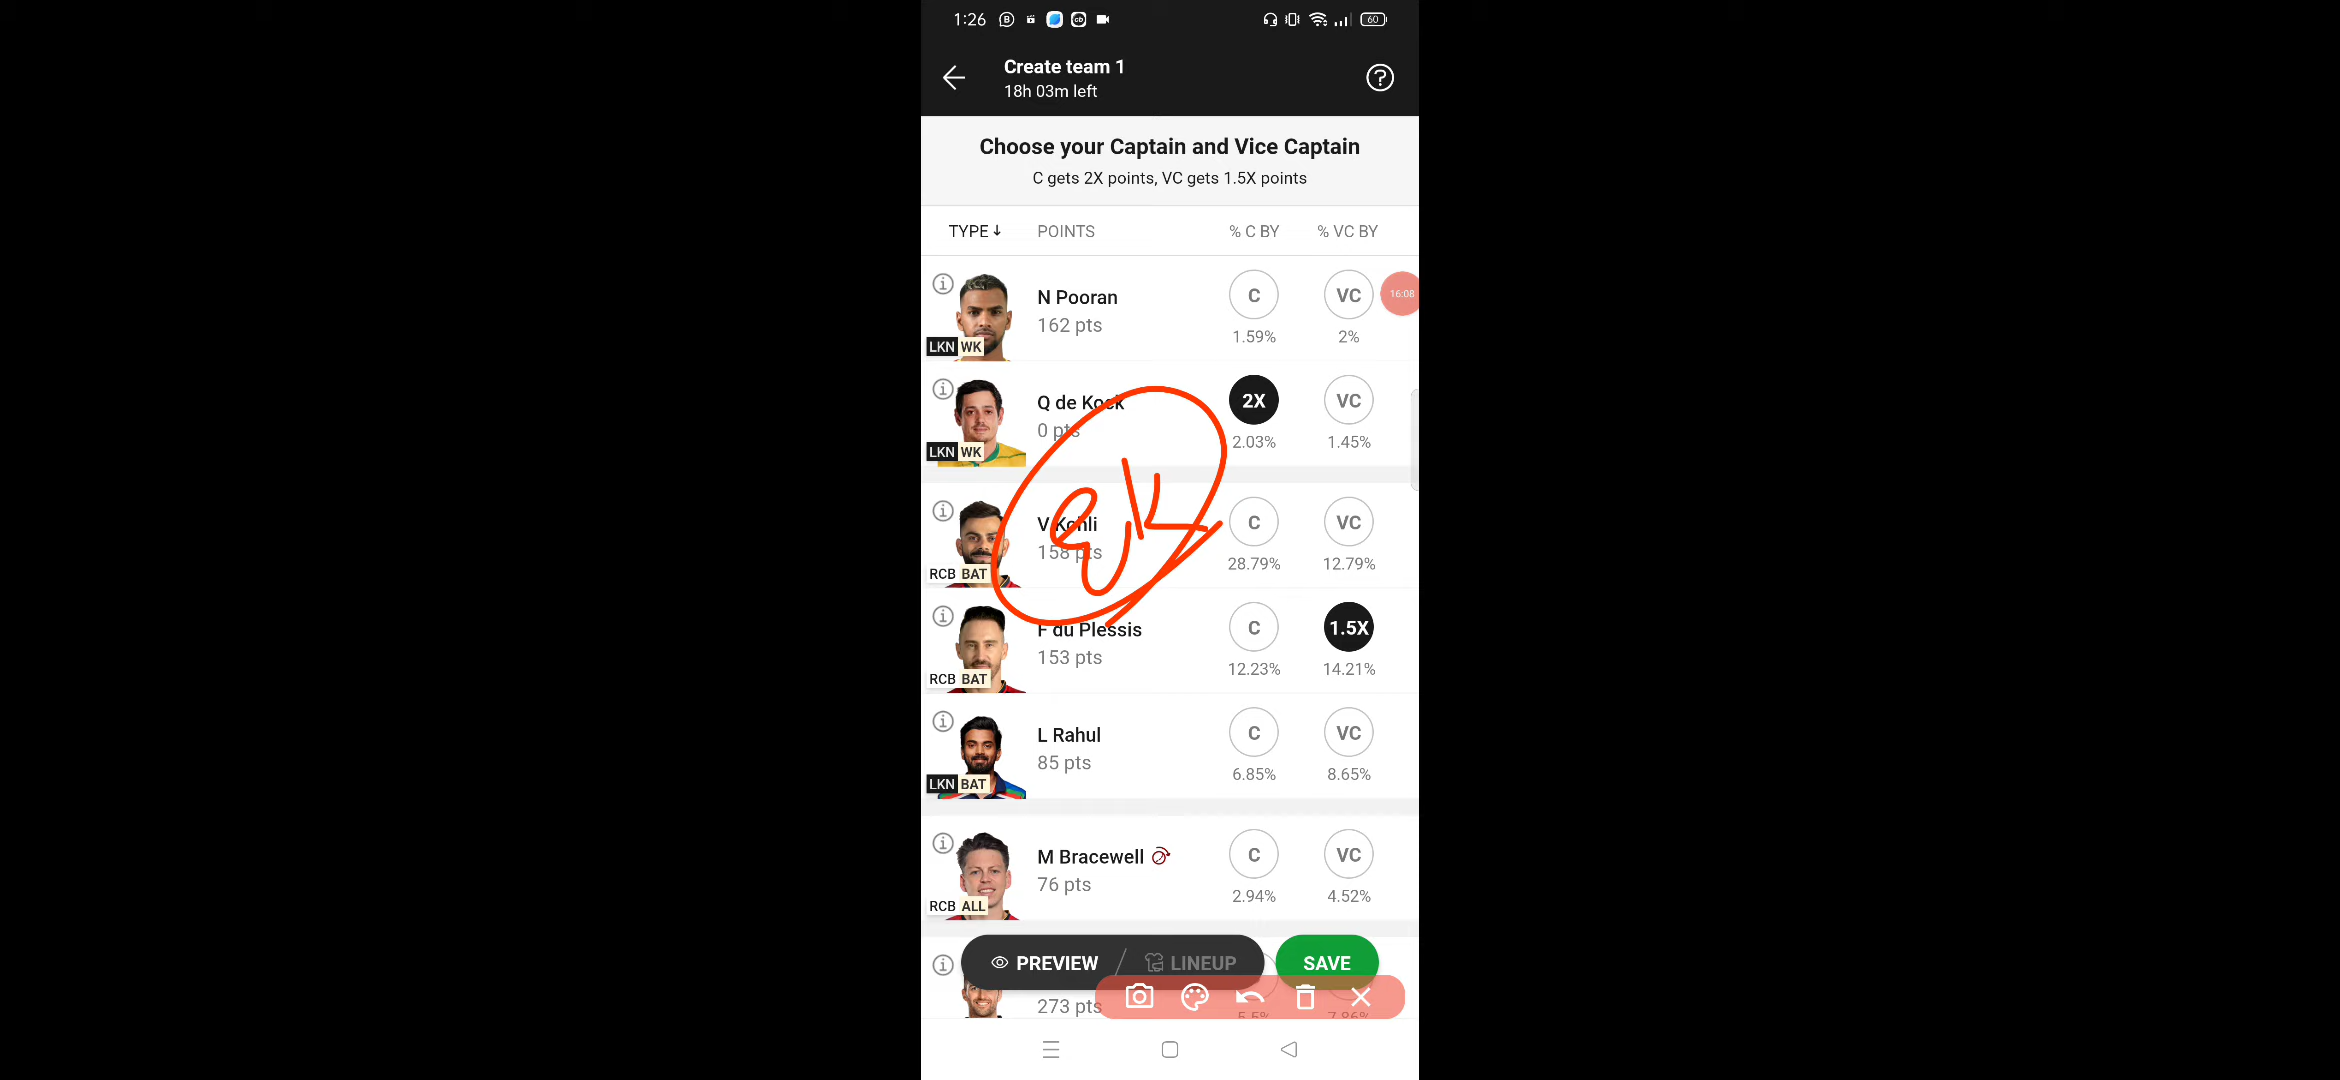 1:26
60
Create team 1
18h 03m left
Choose your Captain and Vice Captain
C gets 2X points, VC gets 1.5X points
TYPE POINTS % C BY % VC BY
N Pooran C VC 16:08
162 pts
1.59% 2%
LKN WK
Q de Kock 2X VC
0 pts
2.03% 1.45%
LKN WK
V Kohli C VC
158 pts
28.79% 12.79%
RCB BAT
F du Plessis C 1.5X
153 pts
12.23% 14.21%
RCB BAT
L Rahul C VC
85 pts
6.85% 8.65%
LKN BAT
M Bracewell C VC
76 pts
2.94% 4.52%
RCB ALL
PREVIEW / LINEUP SAVE
273 pts
5.5% 7.86%